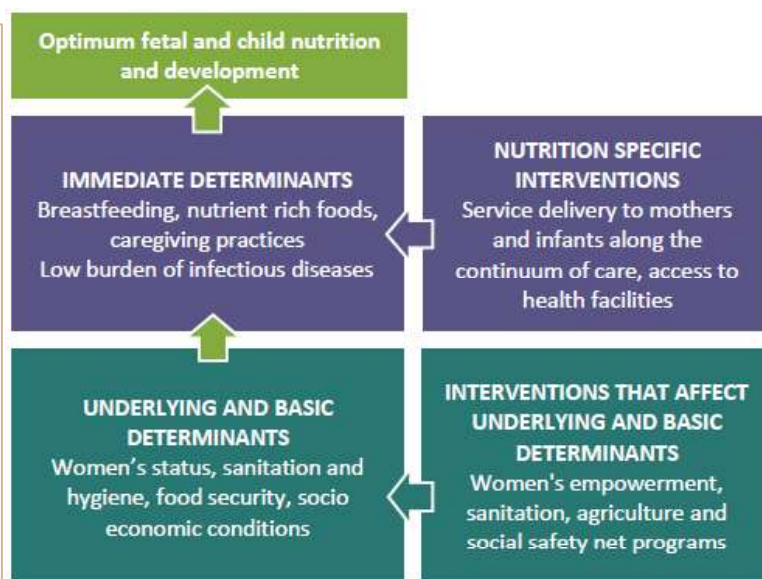 Optimum fetal and child nutrition
and development
IMMEDIATE DETERMINANTS
Breastfeeding, nutrient rich foods,
caregiving practices
Low burden of infectious diseases
NUTRITION SPECIFIC
INTERVENTIONS
Service delivery to mothers
and infants along the
continuum of care, access to
health facilities
UNDERLYING AND BASIC
DETERMINANTS
Women’s status, sanitation and
hygiene, food security, socio
economic conditions
INTERVENTIONS THAT AFFECT
UNDERLYING AND BASIC
DETERMINANTS
Women's empowerment,
sanitation, agriculture and
social safety net programs